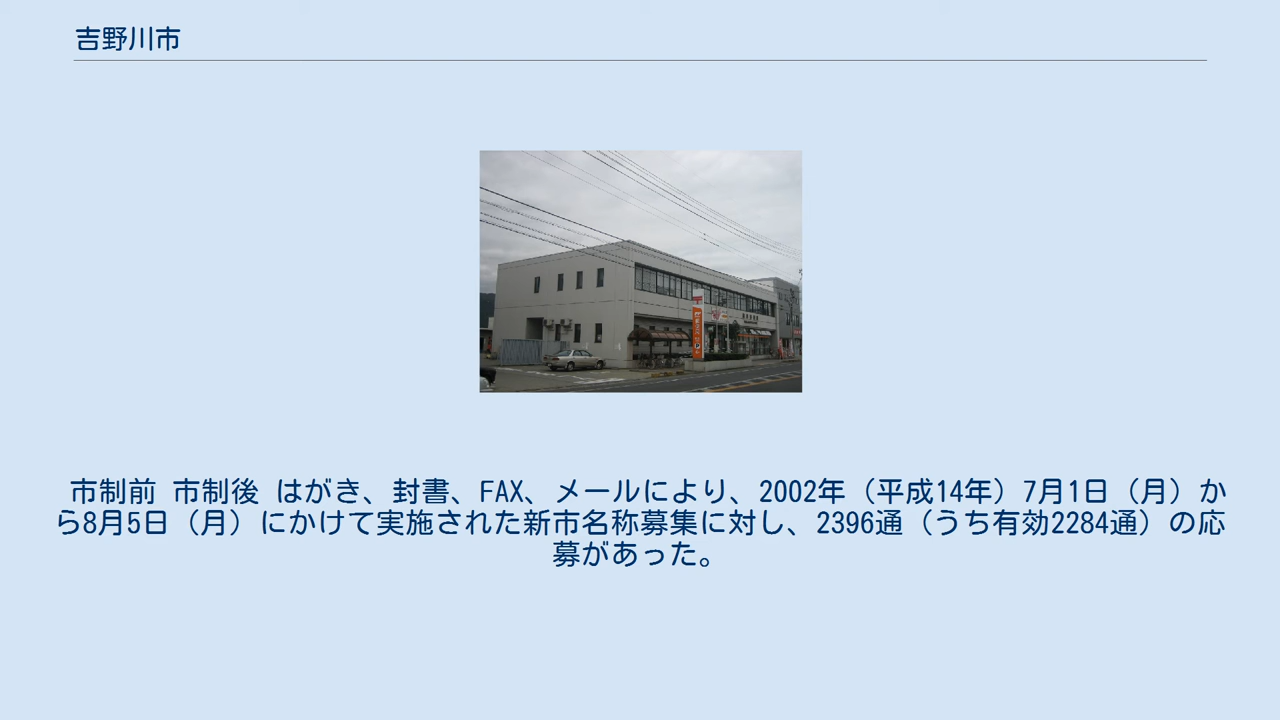 吉野川市
市制前 市制後 はがき、封書、FAX、メールにより、2002年（平成14年）7月1日（月）か
ら8月5日（月）にかけて実施された新市名称募集に対し、2396通（うち有効2284通）の応
募があった。